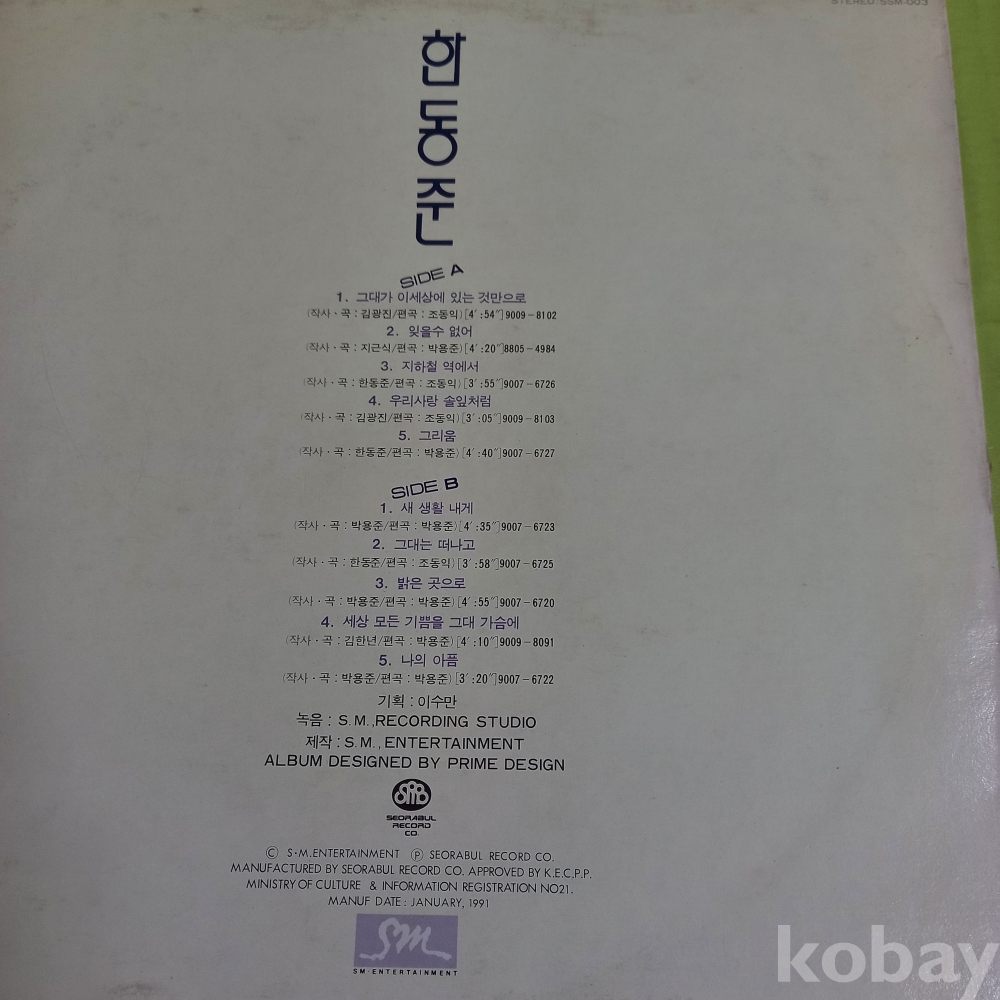 STEREO/SSM-003
한동준
SIDE A
1. 그대가 이세상에 있는 것만으로
(작사·곡 : 김광진/편곡 : 조동익) [4′:54″] 9009-8102
2. 잊을수 없어
(작사·곡 : 지근식/편곡 : 박용준) [4′:20″] 8805-4984
3. 지하철 역에서
(작사·곡 : 한동준/편곡 : 조동익) [3′:55″] 9007-6726
4. 우리사랑 솔잎처럼
(작사·곡 : 김광진/편곡 : 조동익) [3′:05″] 9009-8103
5. 그리움
(작사·곡 : 한동준/편곡 : 박용준) [4′:40″] 9007-6727
SIDE B
1. 새 생활 내게
(작사·곡 : 박용준/편곡 : 박용준) [4′:35″] 9007-6723
2. 그대는 떠나고
(작사·곡 : 한동준/편곡 : 조동익) [3′:58″] 9007-6725
3. 밝은 곳으로
(작사·곡 : 박용준/편곡 : 박용준) [4′:55″] 9007-6720
4. 세상 모든 기쁨을 그대 가슴에
(작사·곡 : 김한년/편곡 : 박용준) [4′:10″] 9009-8091
5. 나의 아픔
(작사·곡 : 박용준/편곡 : 박용준) [3′:20″] 9007-6722
기획 : 이수만
녹음 : S.M.,RECORDING STUDIO
제작 : S.M.,ENTERTAINMENT
ALBUM DESIGNED BY PRIME DESIGN
SRB
SEORABUL
RECORD
CO.
Ⓒ S·M.ENTERTAINMENT Ⓟ SEORABUL RECORD CO.
MANUFACTURED BY SEORABUL RECORD CO. APPROVED BY K.E.C.P.P.
MINISTRY OF CULTURE & INFORMATION REGISTRATION NO21.
MANUF DATE : JANUARY, 1991
SM
SM·ENTERTAINMENT
kobay